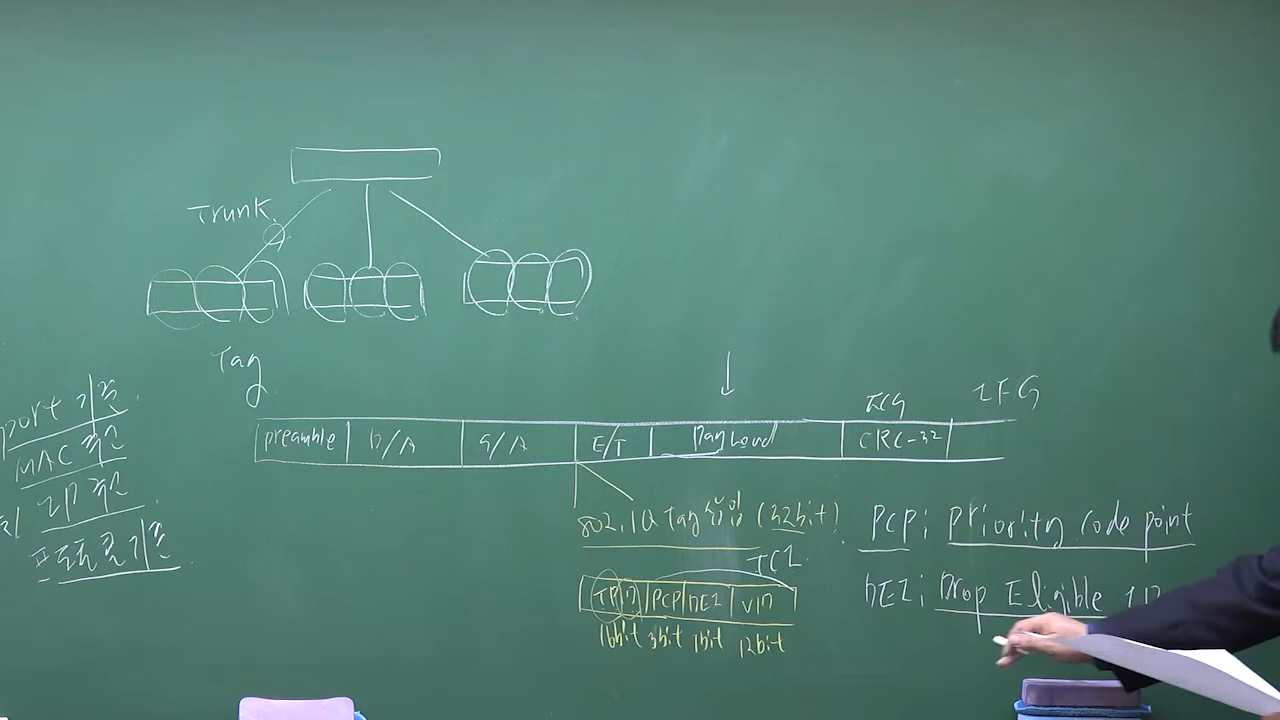 Trunk.
Tag
port 기준.
MAC 주소
IP 주소
프로토콜 기준.
FCS IFG
preamble D/A S/A E/T payload CRC-32
802.1Q Tag 삽입 (32bit)
TCI
TPID PCP DEI VID
16bit 3bit 1bit 12bit
PCP; Priority code point
DEI; Drop Eligible